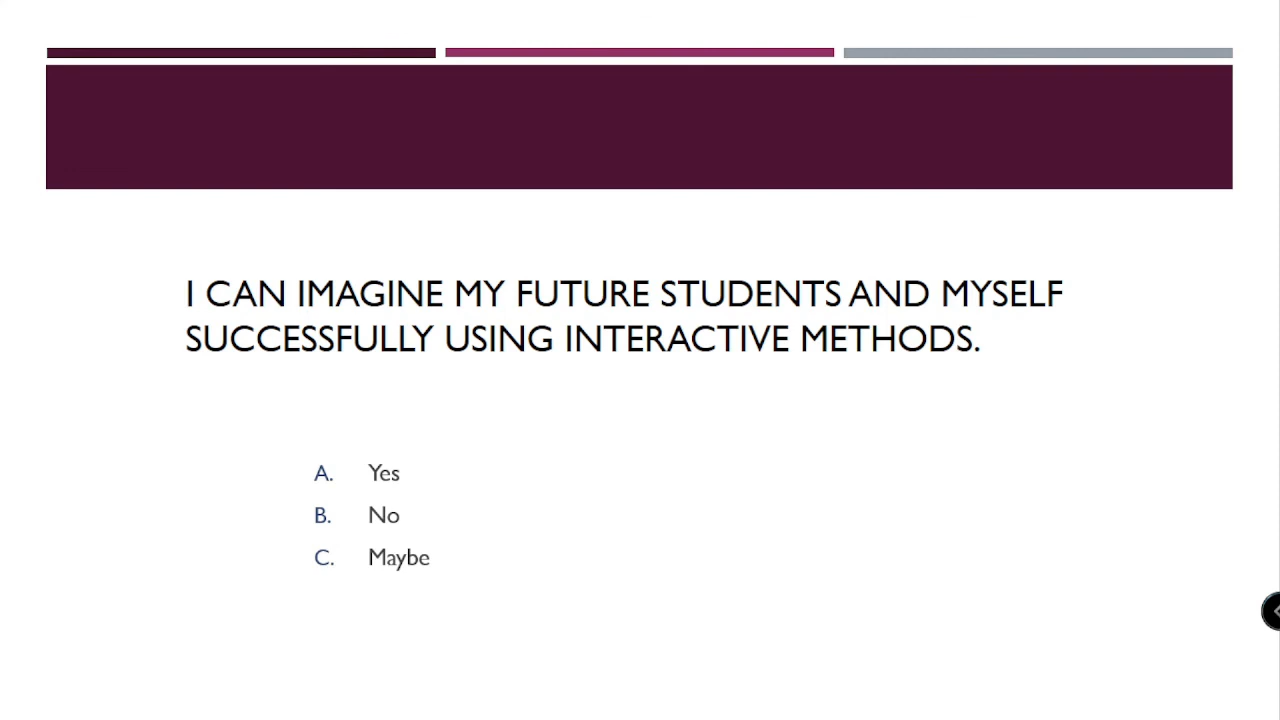 I CAN IMAGINE MY FUTURE STUDENTS AND MYSELF
SUCCESSFULLY USING INTERACTIVE METHODS.
A. Yes
B. No
C. Maybe